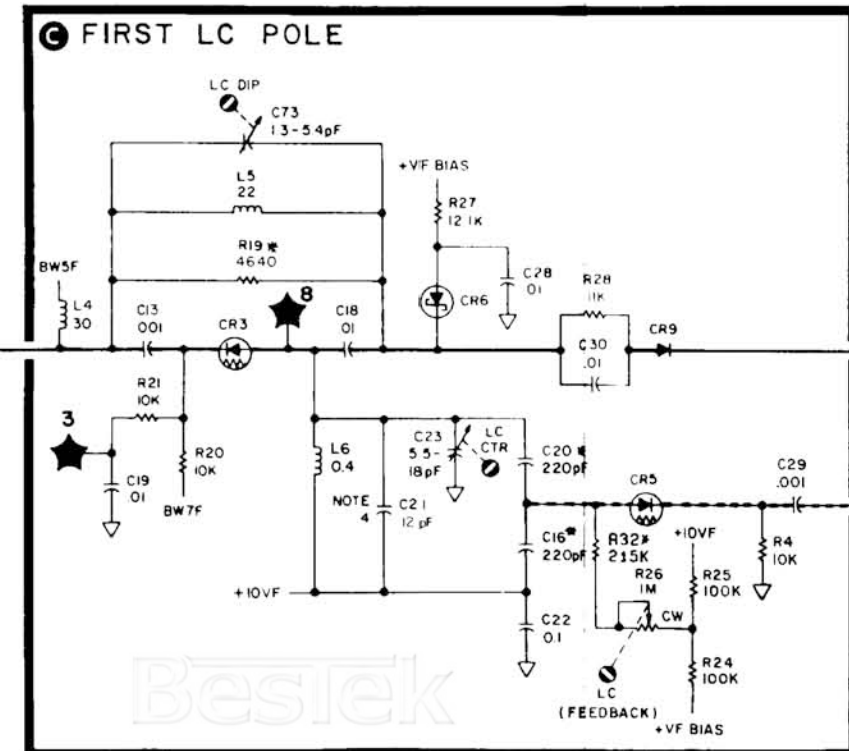 C FIRST LC POLE
LC DIP
C73
1.3-5.4pF
+VF BIAS
L5
22
R27
12.1K
R19*
4640
BW5F
8
C28
.01
R28
11K
L4
30
C13
.001
CR3
C18
.01
CR6
CR9
C30
.01
R21
10K
3
R20
10K
C19
.01
BW7F
L6
0.4
C23
5.5-
18pF
LC
CTR
C20*
220pF
CR5
C29
.001
NOTE
4
C21
12pF
C16*
220pF
R32*
215K
+10VF
R4
10K
R26
1M
R25
100K
CW
+10VF
C22
0.1
R24
100K
LC
(FEEDBACK)
+VF BIAS
BesTek